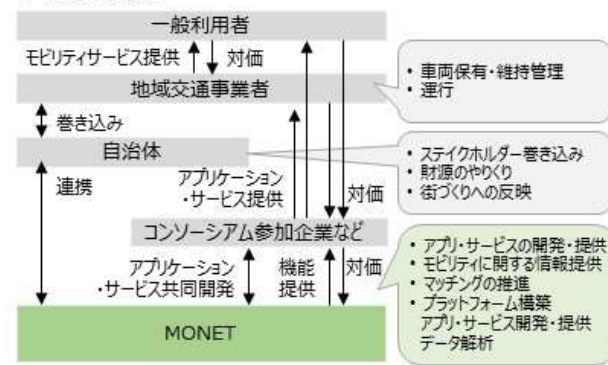 一般利用者
モビリティサービス提供
対価
地域交通事業者
・車両保有・維持管理
・運行
巻き込み
自治体
・ステイクホルダー巻き込み
・財源のやりくり
・街づくりへの反映
連携
アプリケーション
・サービス提供
対価
コンソーシアム参加企業など
アプリケーション
・サービス共同開発
機能
提供
対価
・アプリ・サービスの開発・提供
・モビリティに関する情報提供
・マッチングの推進
・プラットフォーム構築
アプリ・サービス開発・提供
データ解析
MONET